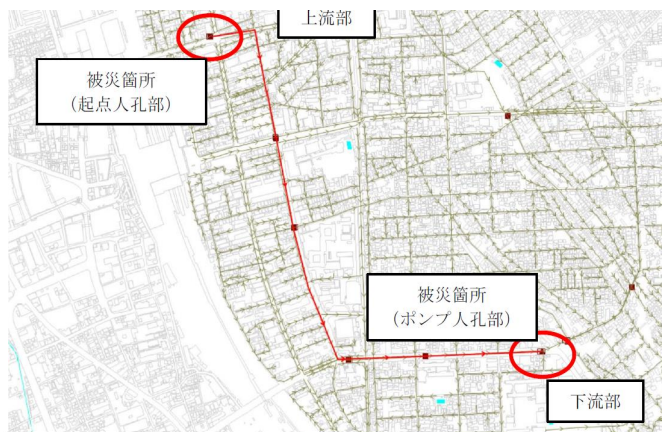 上流部
被災箇所
（起点人孔部）
被災箇所
（ポンプ人孔部）
下流部